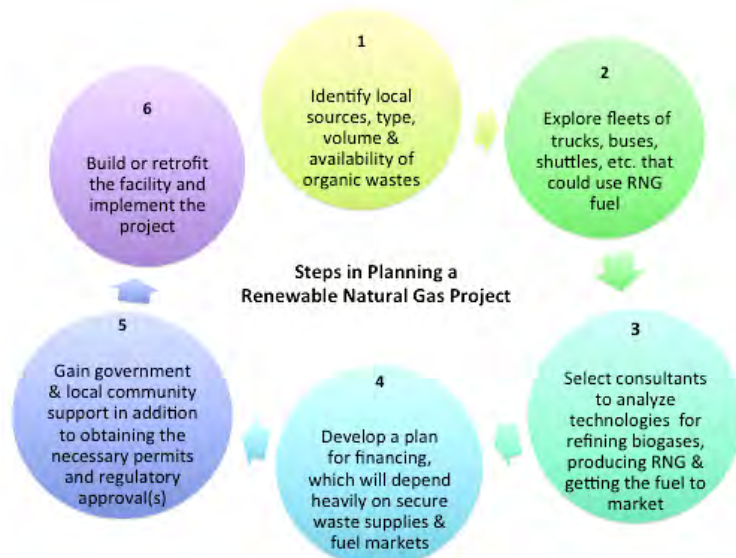 1
Identify local
sources, type,
volume &
availability of
organic wastes
2
Explore fleets of
trucks, buses,
shuttles, etc. that
could use RNG
fuel
3
Select consultants
to analyze
technologies for
refining biogases,
producing RNG &
getting the fuel to
market
4
Develop a plan
for financing,
which will depend
heavily on secure
waste supplies &
fuel markets
5
Gain government
& local community
support in addition
to obtaining the
necessary permits
and regulatory
approval(s)
6
Build or retrofit
the facility and
implement the
project
Steps in Planning a
Renewable Natural Gas Project